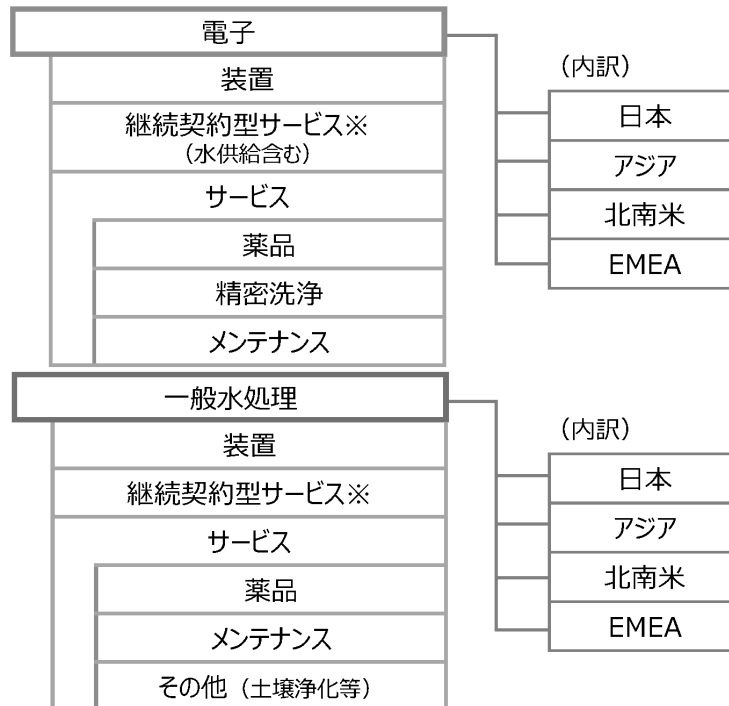 電子
装置
継続契約型サービス※
（水供給含む）
サービス
薬品
精密洗浄
メンテナンス
（内訳）
日本
アジア
北南米
EMEA
一般水処理
装置
継続契約型サービス※
サービス
薬品
メンテナンス
その他（土壌浄化等）
（内訳）
日本
アジア
北南米
EMEA